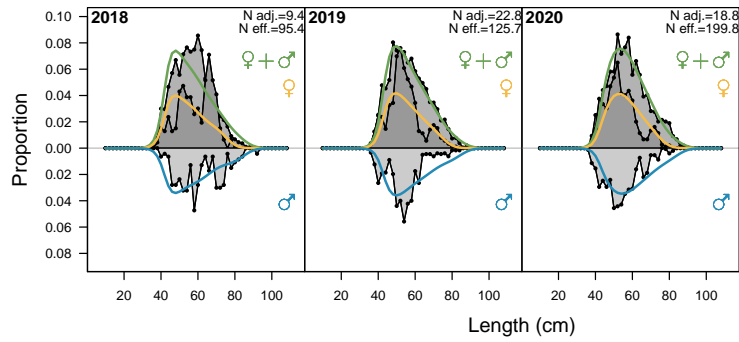 2018
N adj.=9.4
N eff.=95.4
2019
N adj.=22.8
N eff.=125.7
2020
N adj.=18.8
N eff.=199.8
♀+♂
♀
♂
♀+♂
♀
♂
♀+♂
♀
♂
Proportion
0.10
0.08
0.06
0.04
0.02
0.00
0.02
0.04
0.06
0.08
20 40 60 80 100
20 40 60 80 100
20 40 60 80 100
Length (cm)